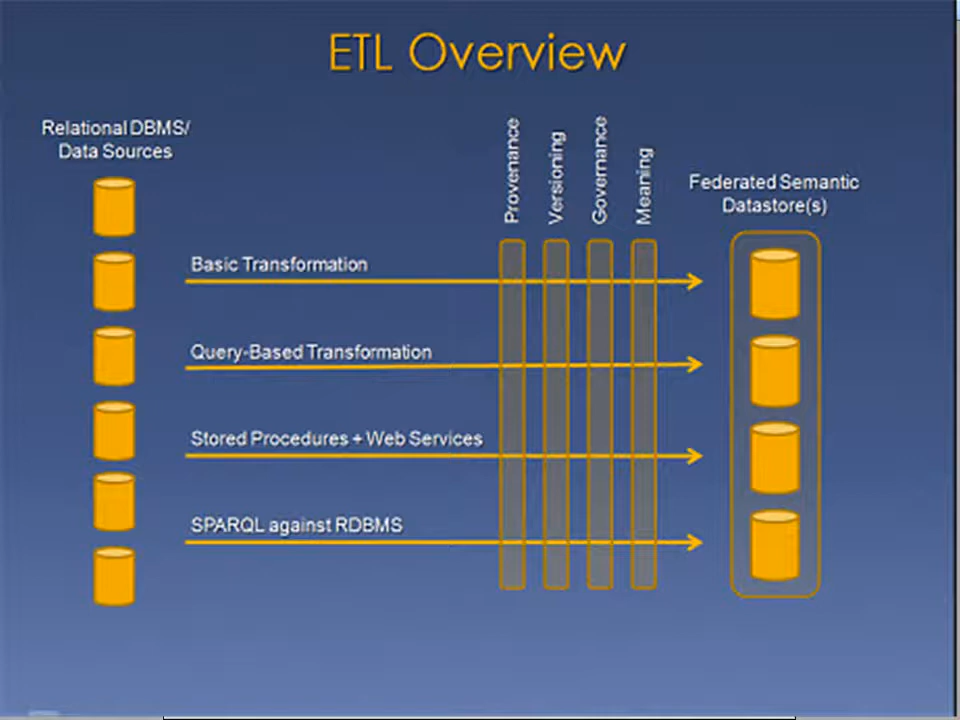 ETL Overview
Relational DBMS/
Data Sources
Provenance
Versioning
Governance
Meaning
Federated Semantic
Datastore(s)
Basic Transformation
Query-Based Transformation
Stored Procedures + Web Services
SPARQL against RDBMS